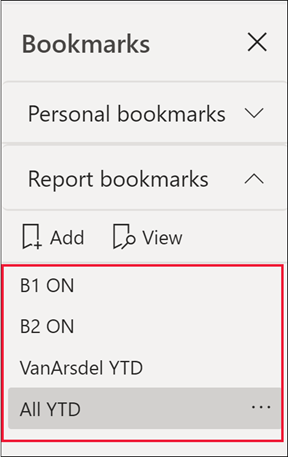 Bookmarks
Personal bookmarks
Report bookmarks
Add View
B1 ON
B2 ON
VanArsdel YTD
All YTD